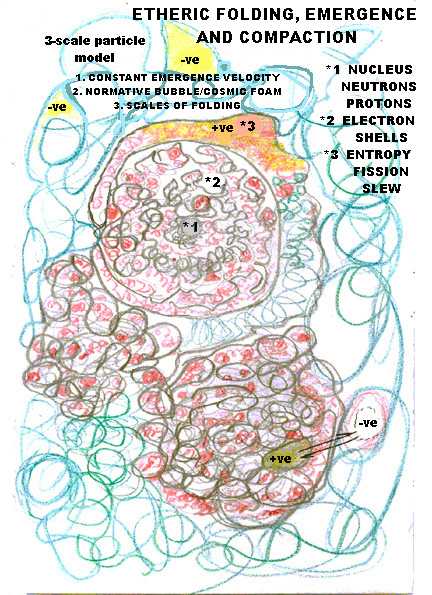 ETHERIC FOLDING, EMERGENCE
AND COMPACTION
3-scale particle
model
1. CONSTANT EMERGENCE VELOCITY
2. NORMATIVE BUBBLE/COSMIC FOAM
3. SCALES OF FOLDING
*1 NUCLEUS
NEUTRONS
PROTONS
*2 ELECTRON
SHELLS
*3 ENTROPY
FISSION
SLEW
-ve
-ve
+ve *3
*2
*1
-ve
+ve